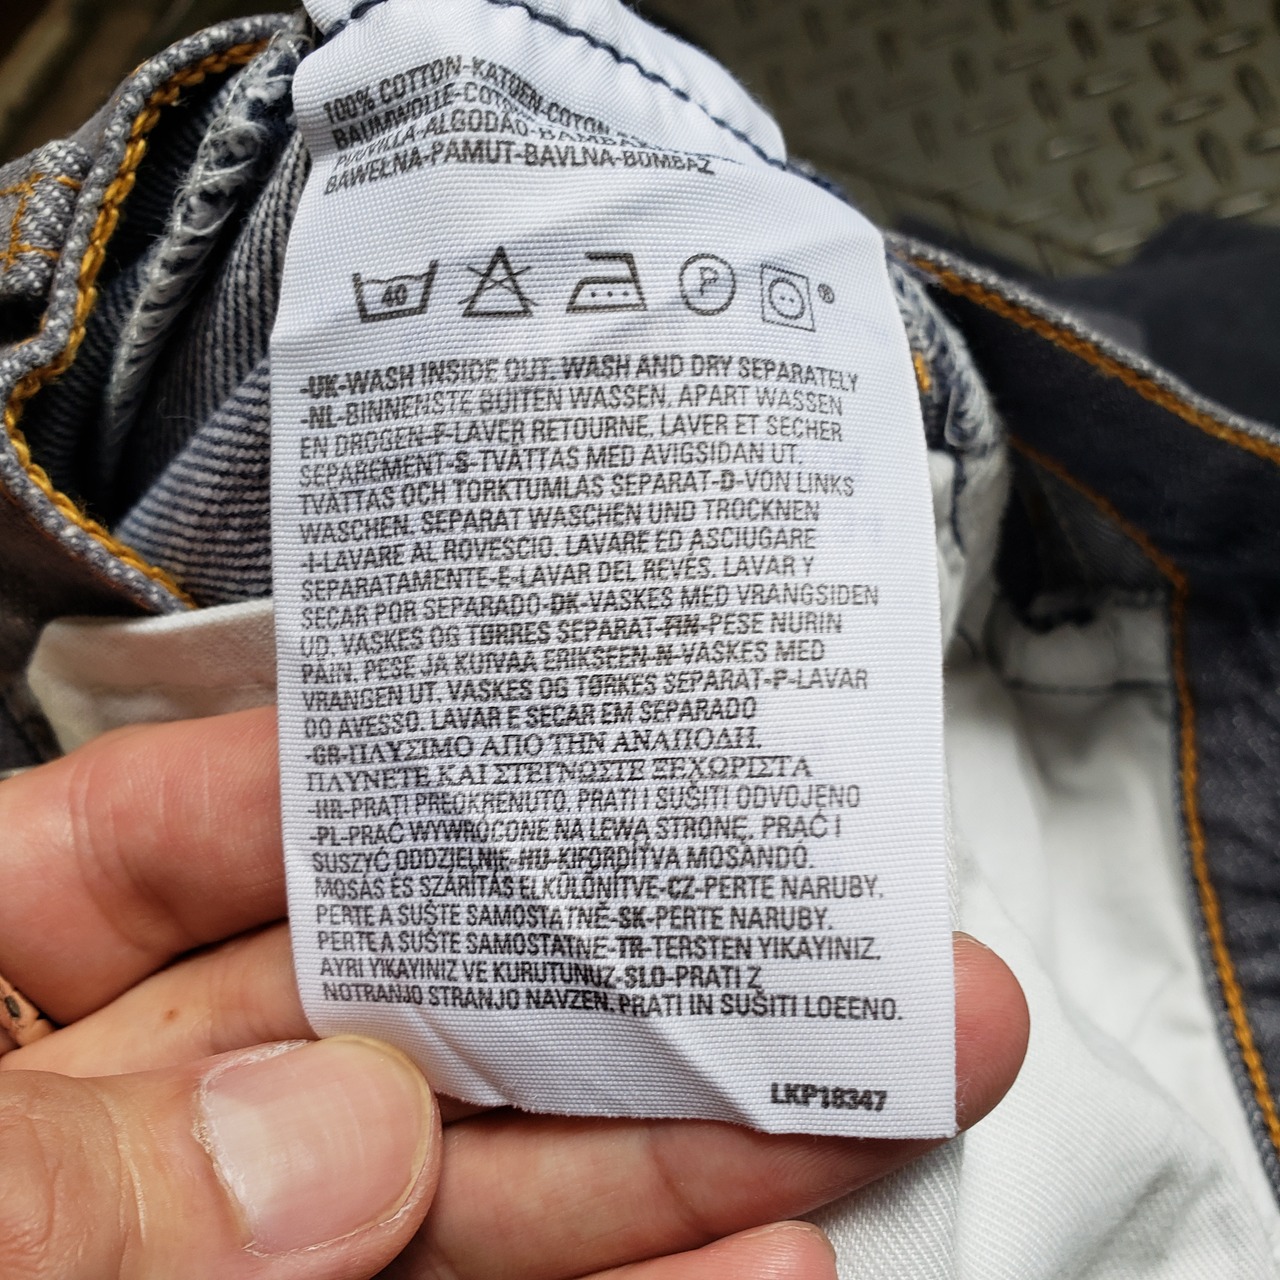 100% COTTON-KATOEN-COTON
BAUMWOLLE-
PUUVILLA-ALGODÃO-
BAWEŁNA-PAMUT-BAVLNA-BOMBAZ
40 P ®
-UK-WASH INSIDE OUT. WASH AND DRY SEPARATELY
-NL-BINNENSTE BUITEN WASSEN, APART WASSEN
EN DROGEN-F-LAVER RETOURNE, LAVER ET SECHER
SEPAREMENT-S-TVÄTTAS MED AVIGSIDAN UT.
TVÄTTAS OCH TORKTUMLAS SEPARAT-D-VON LINKS
WASCHEN. SEPARAT WASCHEN UND TROCKNEN
-I-LAVARE AL ROVESCIO. LAVARE ED ASCIUGARE
SEPARATAMENTE-E-LAVAR DEL REVÉS. LAVAR Y
SECAR POR SEPARADO-DK-VASKES MED VRANGSIDEN
UD. VASKES OG TØRRES SEPARAT-FIN-PESE NURIN
PÄIN. PESE JA KUIVAA ERIKSEEN-N-VASKES MED
VRANGEN UT. VASKES OG TØRKES SEPARAT-P-LAVAR
DO AVESSO. LAVAR E SECAR EM SEPARADO
-GR-ΠΛΥΣΙΜΟ ΑΠΟ ΤΗΝ ΑΝΑΠΟΔΗ.
ΠΛΥΝΕΤΕ ΚΑΙ ΣΤΕΓΝΩΣΤΕ ΞΕΧΩΡΙΣΤΑ
-HR-PRATI PREOKRENUTO. PRATI I SUŠITI ODVOJENO
-PL-PRAĆ WYWRÓCONE NA LEWĄ STRONĘ. PRAĆ I
SUSZYĆ ODDZIELNIE-HU-KIFORDÍTVA MOSANDÓ.
MOSÁS ÉS SZÁRÍTÁS ELKÜLÖNÍTVE-CZ-PERTE NARUBY.
PERTE A SUŠTE SAMOSTATNĚ-SK-PERTE NARUBY.
PERTE A SUŠTE SAMOSTATNE-TR-TERSTEN YIKAYINIZ.
AYRI YIKAYINIZ VE KURUTUNUZ-SLO-PRATI Z
NOTRANJO STRANJO NAVZEN. PRATI IN SUŠITI LOEENO.
LKP18347